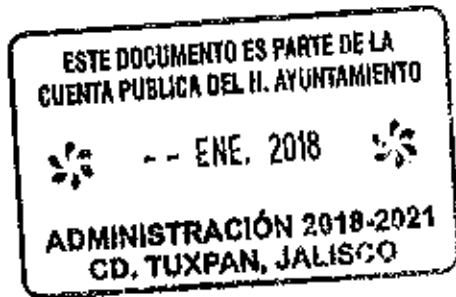 ESTE DOCUMENTO ES PARTE DE LA
CUENTA PUBLICA DEL H. AYUNTAMIENTO
-- ENE. 2018
ADMINISTRACIÓN 2018-2021
CD. TUXPAN, JALISCO